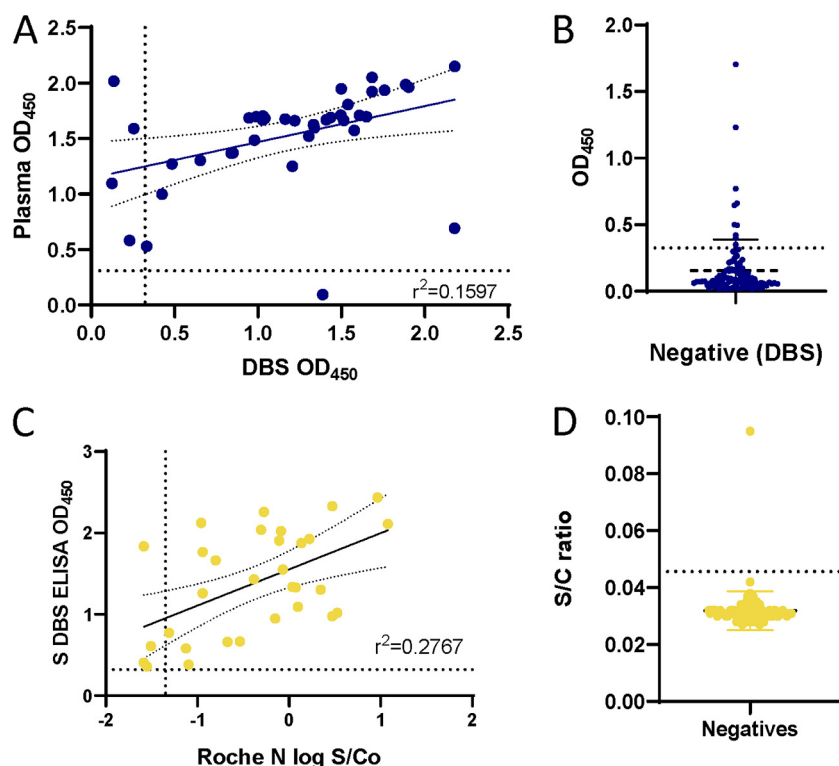 A
Plasma OD450
2.5
2.0
1.5
1.0
0.5
0.0
r2=0.1597
0.0 0.5 1.0 1.5 2.0 2.5
DBS OD450
B
OD450
2.0
1.5
1.0
0.5
0.0
Negative (DBS)
C
S DBS ELISA OD450
3
2
1
0
r2=0.2767
-2 -1 0 1 2
Roche N log S/Co
D
S/C ratio
0.10
0.08
0.06
0.04
0.02
0.00
Negatives